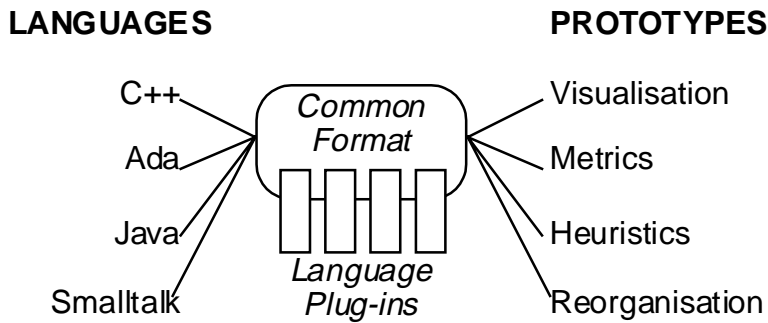 LANGUAGES
PROTOTYPES
C++
Common
Format
Visualisation
Ada
Metrics
Java
Heuristics
Language
Plug-ins
Smalltalk
Reorganisation